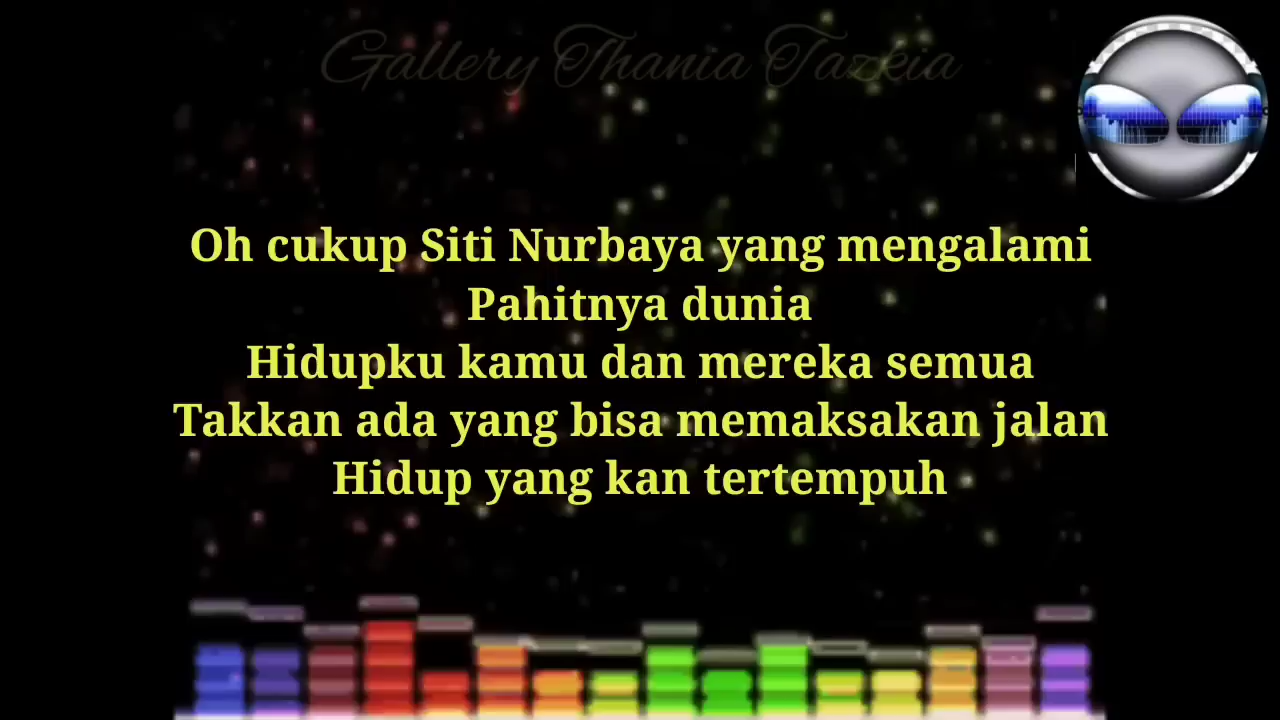 Gallery Thania Tazkia
Oh cukup Siti Nurbaya yang mengalami
Pahitnya dunia
Hidupku kamu dan mereka semua
Takkan ada yang bisa memaksakan jalan
Hidup yang kan tertempuh